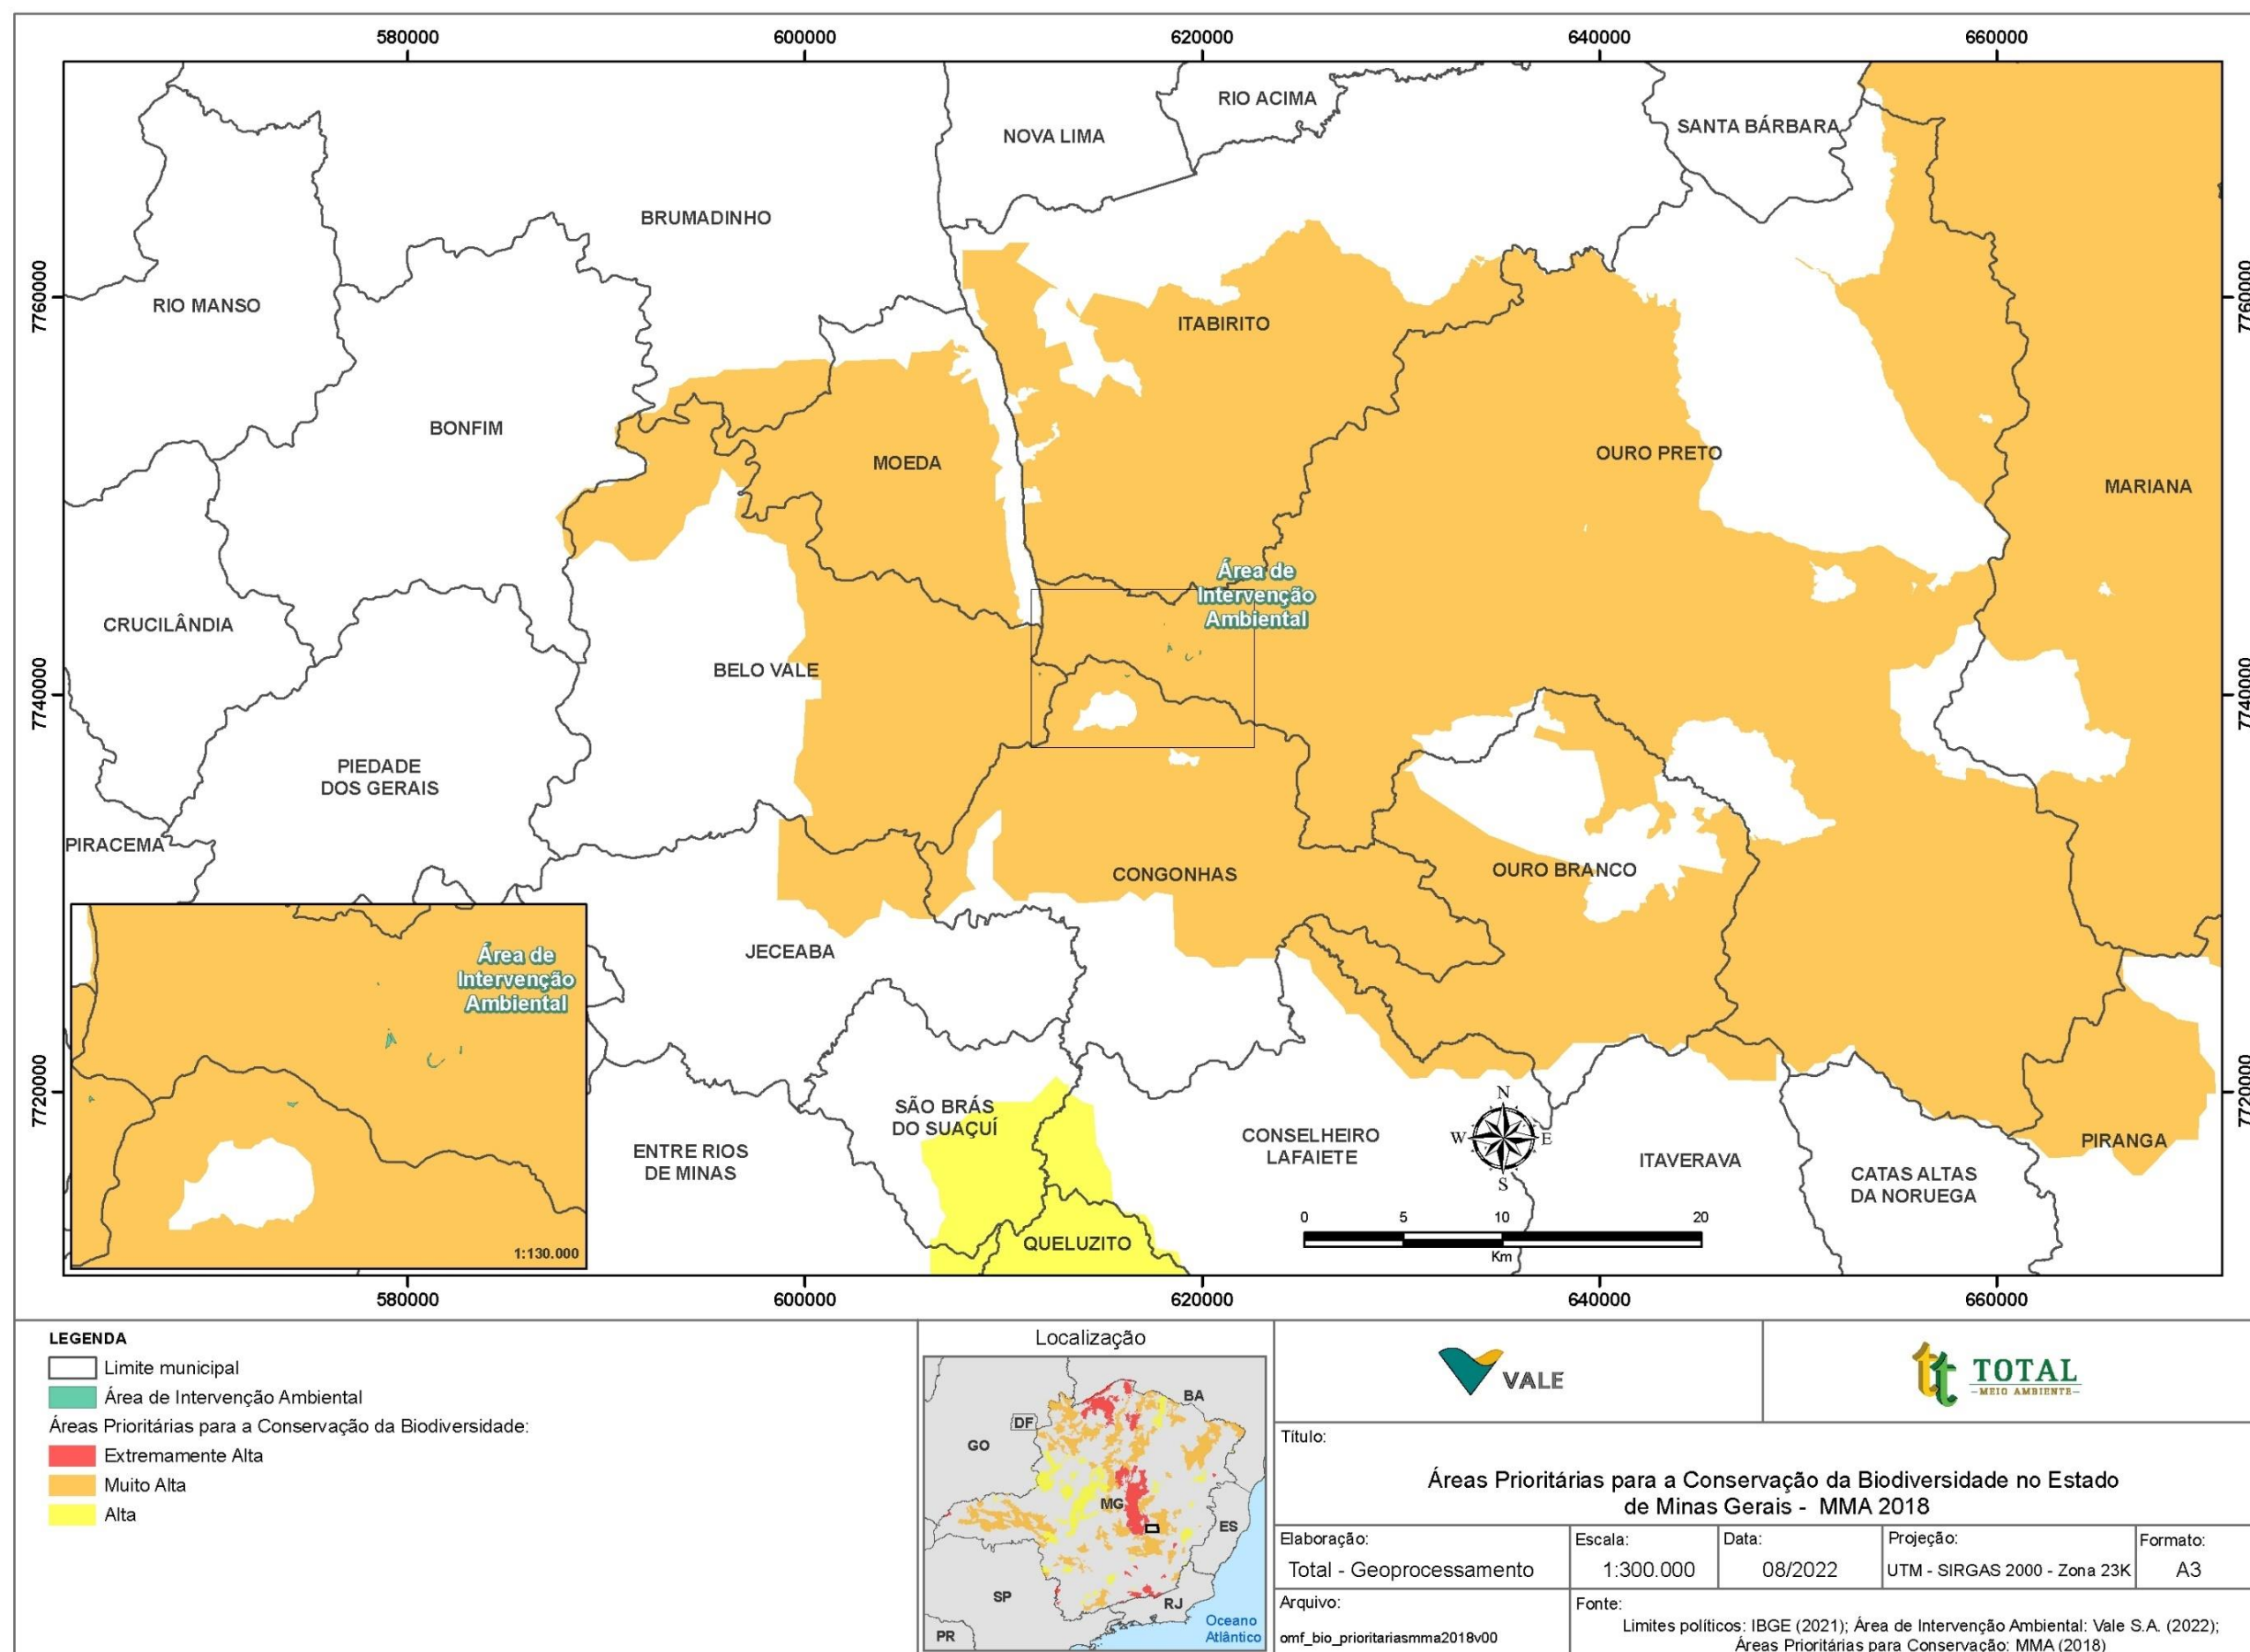 580000
600000
620000
640000
660000
RIO ACIMA
NOVA LIMA
SANTA BÁRBARA
BRUMADINHO
7760000
7760000
RIO MANSO
ITABIRITO
BONFIM
MOEDA
OURO PRETO
MARIANA
Área de
Intervenção
Ambiental
CRUCILÂNDIA
BELO VALE
7740000
7740000
PIEDADE
DOS GERAIS
PIRACEMA
CONGONHAS
OURO BRANCO
JECEABA
Área de
Intervenção
Ambiental
1:130.000
7720000
7720000
SÃO BRÁS
DO SUAÇUÍ
ENTRE RIOS
DE MINAS
CONSELHEIRO
LAFAIETE
N
W
E
S
ITAVERAVA
PIRANGA
CATAS ALTAS
DA NORUEGA
QUELUZITO
0 5 10 20
Km
580000
600000
620000
640000
660000
LEGENDA
Limite municipal
Área de Intervenção Ambiental
Áreas Prioritárias para a Conservação da Biodiversidade:
Extremamente Alta
Muito Alta
Alta
Localização
BA
DF
GO
MG
ES
SP
RJ
PR
Oceano
Atlântico
VALE
TOTAL
MEIO AMBIENTE
Título:
Áreas Prioritárias para a Conservação da Biodiversidade no Estado
de Minas Gerais - MMA 2018
Elaboração:
Total - Geoprocessamento
Escala:
1:300.000
Data:
08/2022
Projeção:
UTM - SIRGAS 2000 - Zona 23K
Formato:
A3
Arquivo:
omf_bio_prioritariasmma2018v00
Fonte:
Limites políticos: IBGE (2021); Área de Intervenção Ambiental: Vale S.A. (2022);
Áreas Prioritárias para Conservação: MMA (2018)